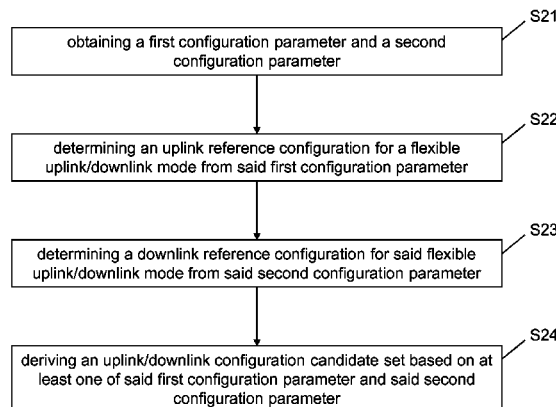 S21
obtaining a first configuration parameter and a second
configuration parameter
S22
determining an uplink reference configuration for a flexible
uplink/downlink mode from said first configuration parameter
S23
determining a downlink reference configuration for said flexible
uplink/downlink mode from said second configuration parameter
S24
deriving an uplink/downlink configuration candidate set based on at
least one of said first configuration parameter and said second
configuration parameter